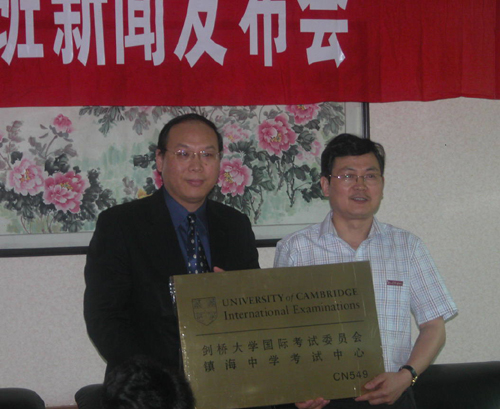 班新闻发布会
UNIVERSITY of CAMBRIDGE
International Examinations
剑桥大学国际考试委员会
镇海中学考试中心
CN549